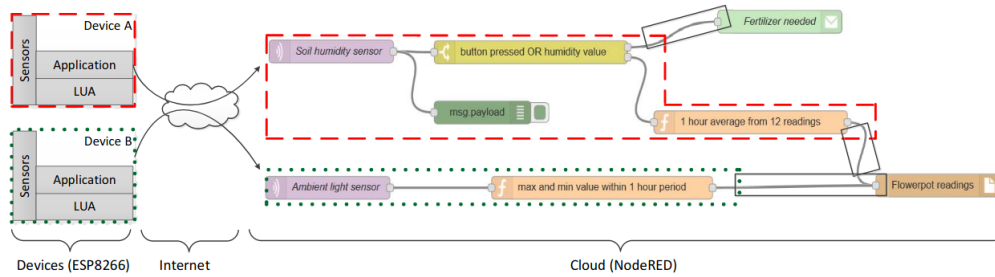 Device A
Sensors
Application
LUA
Device B
Sensors
Application
LUA
Soil humidity sensor
button pressed OR humidity value
Fertilizer needed
msg.payload
1 hour average from 12 readings
Ambient light sensor
max and min value within 1 hour period
Flowerpot readings
Devices (ESP8266)
Internet
Cloud (NodeRED)